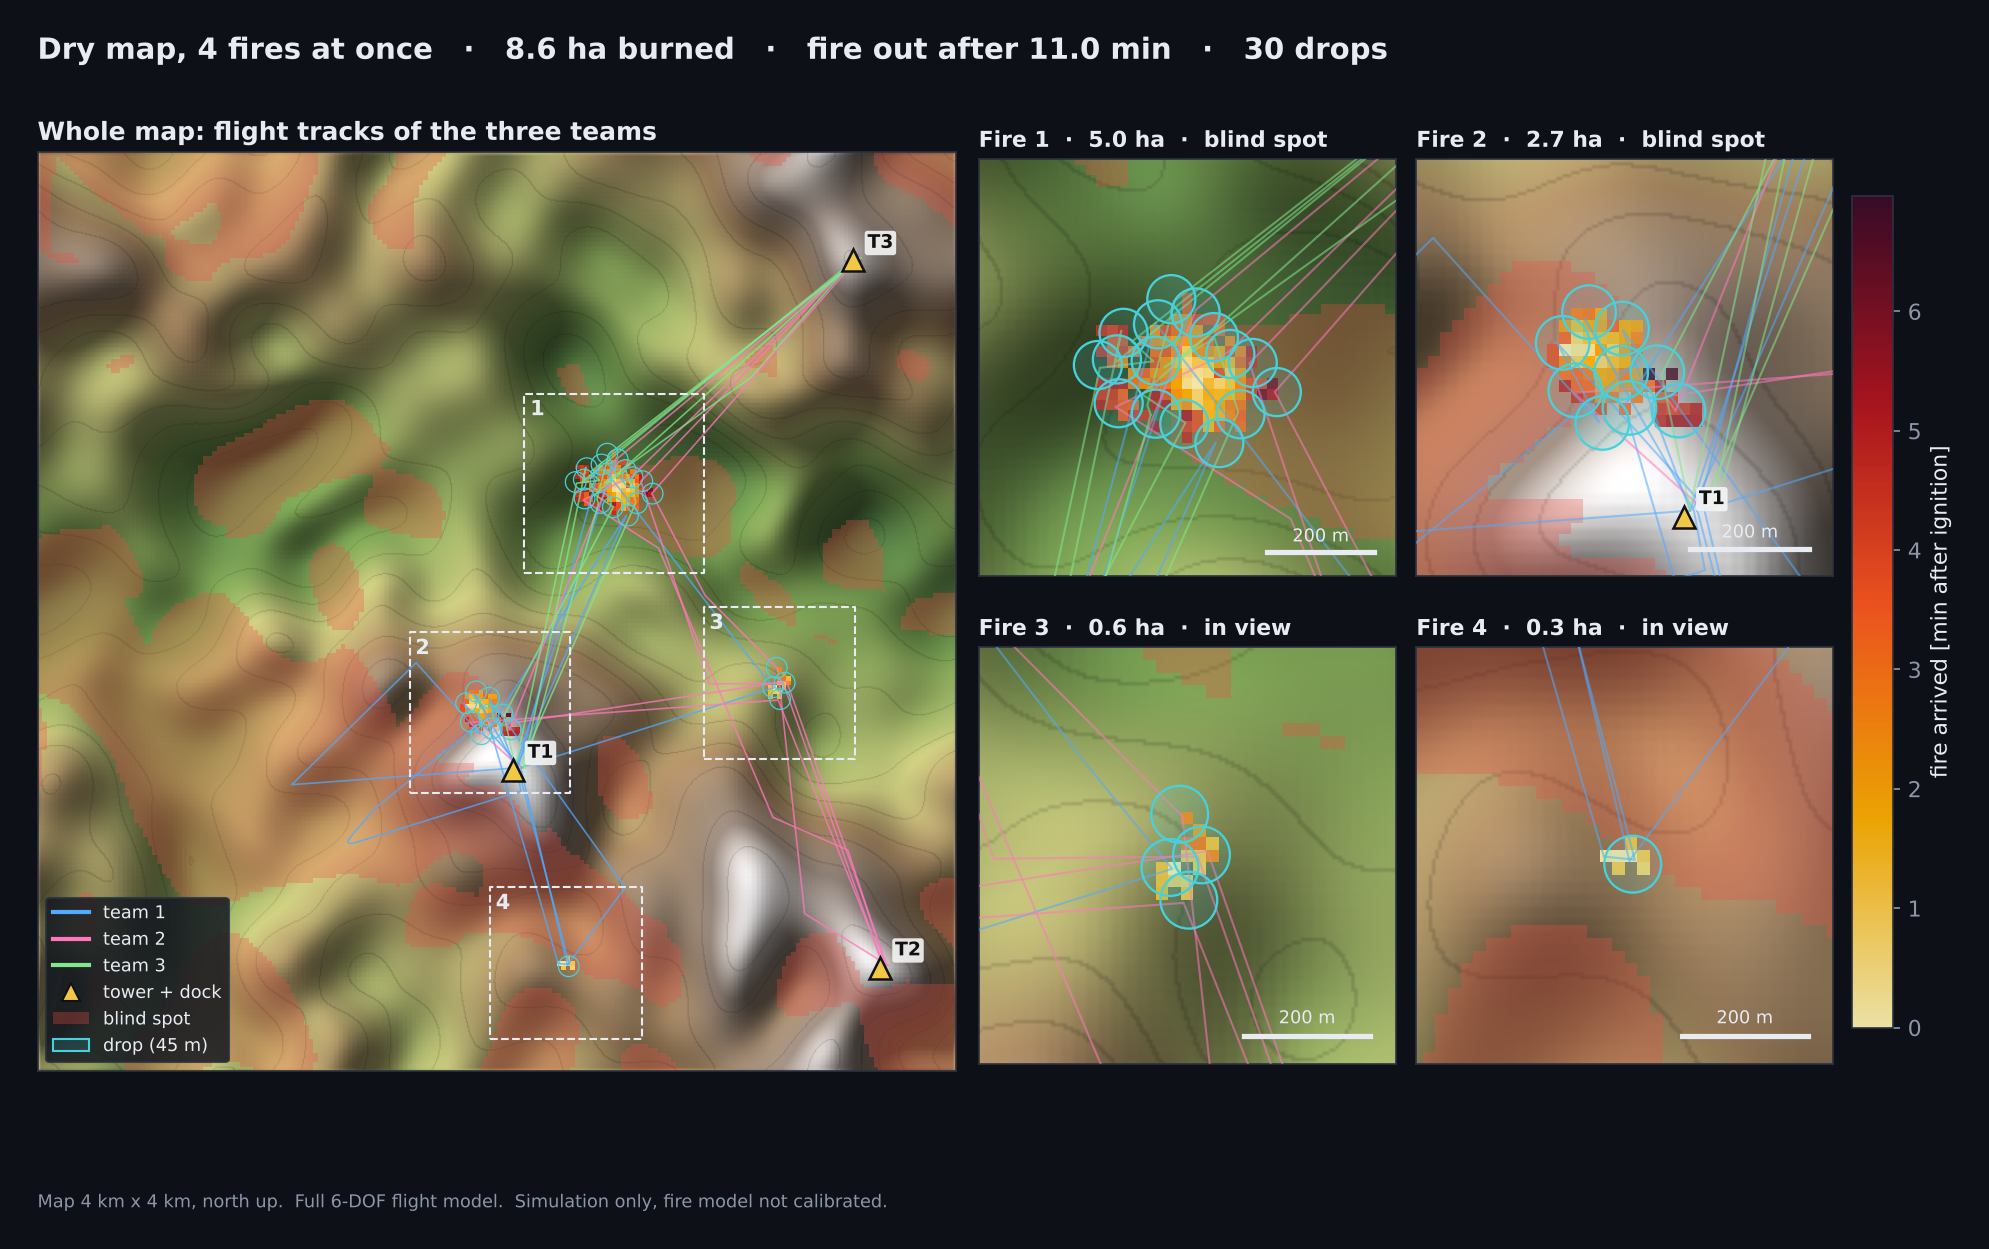 Dry map, 4 fires at once · 8.6 ha burned · fire out after 11.0 min · 30 drops
Whole map: flight tracks of the three teams
T3
1
2
3
T1
4
T2
team 1
team 2
team 3
tower + dock
blind spot
drop (45 m)
Fire 1 · 5.0 ha · blind spot
200 m
Fire 2 · 2.7 ha · blind spot
T1
200 m
Fire 3 · 0.6 ha · in view
200 m
Fire 4 · 0.3 ha · in view
200 m
6
5
4
3
2
1
0
fire arrived [min after ignition]
Map 4 km x 4 km, north up. Full 6-DOF flight model. Simulation only, fire model not calibrated.